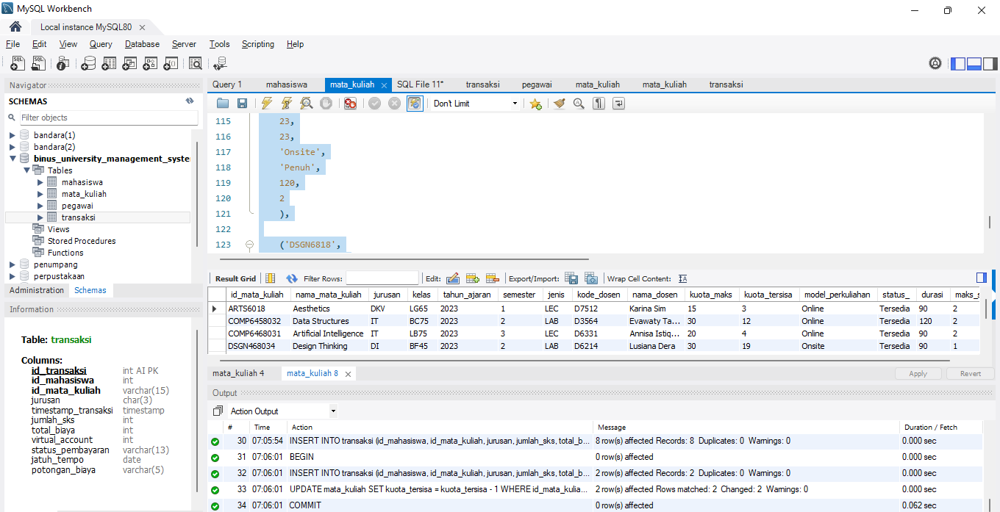 MySQL Workbench
Local instance MySQL80
File Edit View Query Database Server Tools Scripting Help
Navigator
SCHEMAS
Filter objects
bandara(1)
bandara(2)
binus_university_management_syste
Tables
mahasiswa
mata_kuliah
pegawai
transaksi
Views
Stored Procedures
Functions
penumpang
perpustakaan
Administration Schemas
Information
Table: transaksi
Columns:
id_transaksi int AI PK
id_mahasiswa int
id_mata_kuliah varchar(15)
jurusan char(3)
timestamp_transaksi timestamp
jumlah_sks int
total_biaya int
virtual_account int
status_pembayaran varchar(13)
jatuh_tempo date
potongan_biaya varchar(5)
Query 1 mahasiswa mata_kuliah SQL File 11* transaksi pegawai mata_kuliah mata_kuliah transaksi
Don't Limit
115 23,
116 23,
117 'Onsite',
118 'Penuh',
119 120,
120 2
121 ),
122
123 ('DSGN6818',
Result Grid Filter Rows: Edit: Export/Import: Wrap Cell Content:
id_mata_kuliah nama_mata_kuliah jurusan kelas tahun_ajaran semester jenis kode_dosen nama_dosen kuota_maks kuota_tersisa model_perkuliahan status_ durasi maks_s
ARTS6018 Aesthetics DKV LG65 2023 1 LEC D7512 Karina Sim 15 3 Online Tersedia 90 2
COMP6458032 Data Structures IT BC75 2023 2 LAB D3564 Evawaty Ta... 30 12 Online Tersedia 120 2
COMP6468031 Artificial Intelligence IT LB75 2023 3 LEC D6331 Annisa Istiq... 20 4 Online Tersedia 90 2
DSGN468034 Design Thinking DI BF45 2023 2 LAB D6214 Lusiana Dera 30 19 Onsite Tersedia 90 1
mata_kuliah 4 mata_kuliah 8 Apply Revert
Output
Action Output
# Time Action Message Duration / Fetch
30 07:05:54 INSERT INTO transaksi (id_mahasiswa, id_mata_kuliah, jurusan, jumlah_sks, total_b... 8 row(s) affected Records: 8 Duplicates: 0 Warnings: 0 0.000 sec
31 07:06:01 BEGIN 0 row(s) affected 0.000 sec
32 07:06:01 INSERT INTO transaksi (id_mahasiswa, id_mata_kuliah, jurusan, jumlah_sks, total_b... 2 row(s) affected Records: 2 Duplicates: 0 Warnings: 0 0.000 sec
33 07:06:01 UPDATE mata_kuliah SET kuota_tersisa = kuota_tersisa - 1 WHERE id_mata_kulia... 2 row(s) affected Rows matched: 2 Changed: 2 Warnings: 0 0.000 sec
34 07:06:01 COMMIT 0 row(s) affected 0.062 sec